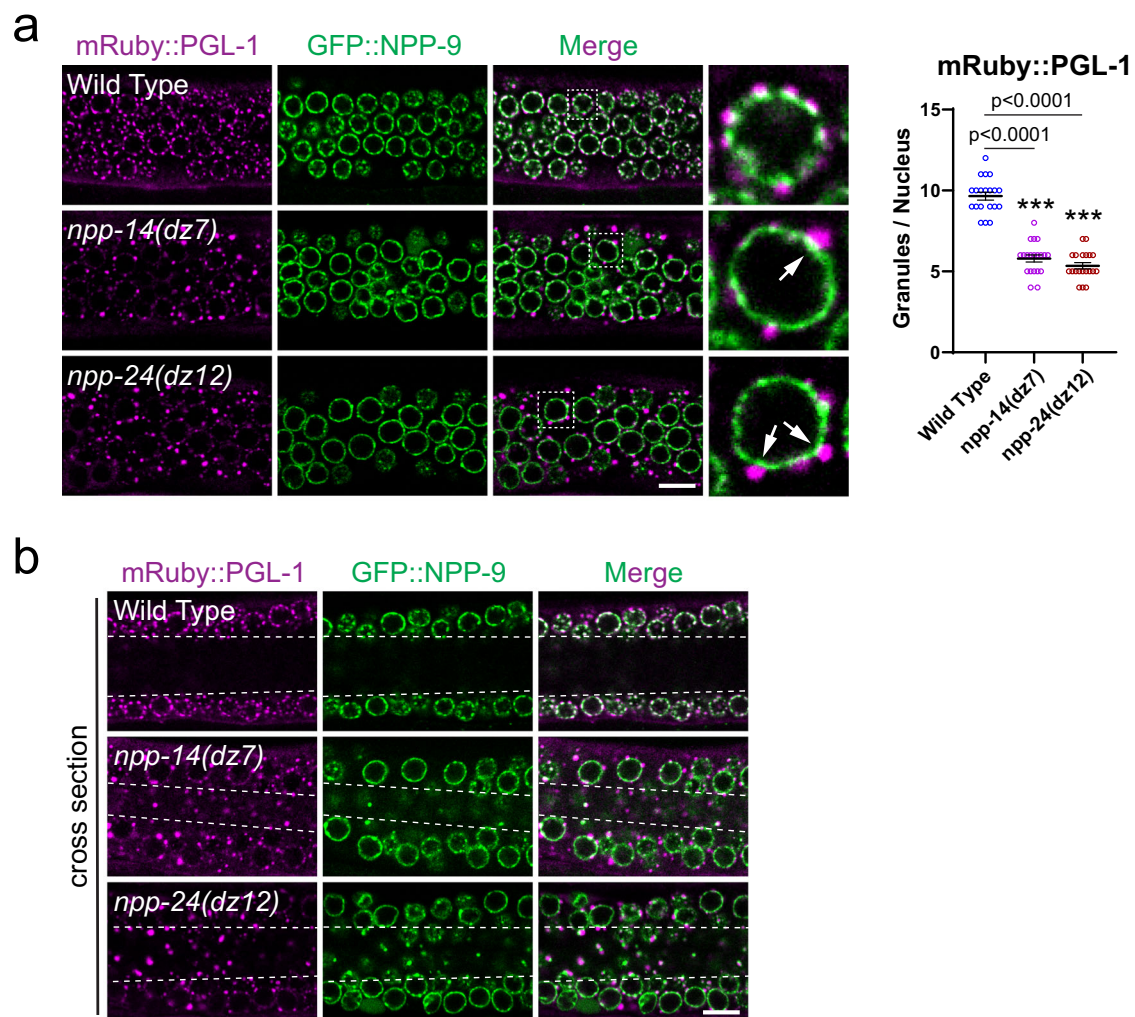 a
mRuby::PGL-1 GFP::NPP-9 Merge
Wild Type
npp-14(dz7)
npp-24(dz12)
mRuby::PGL-1
Granules / Nucleus
15
10
5
0
p<0.0001
p<0.0001
***
***
Wild Type
npp-14(dz7)
npp-24(dz12)
b
mRuby::PGL-1 GFP::NPP-9 Merge
cross section
Wild Type
npp-14(dz7)
npp-24(dz12)